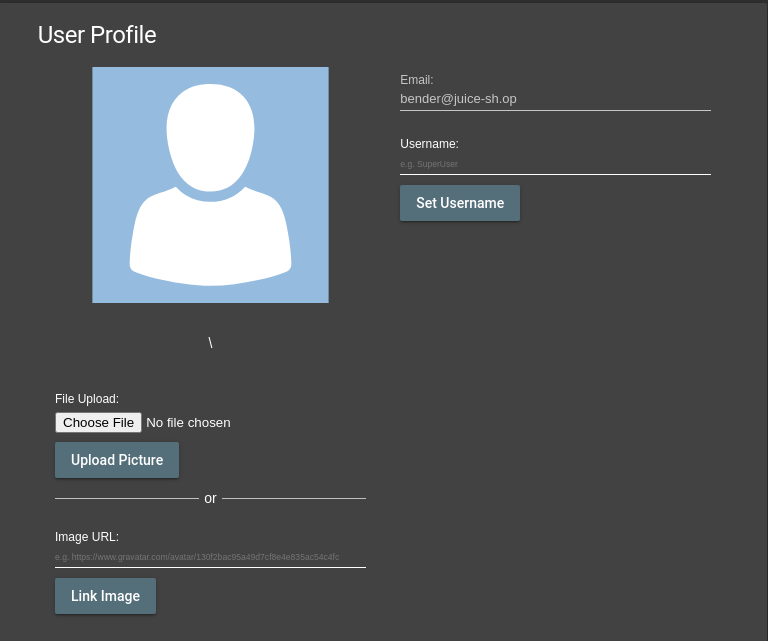 User Profile
\
File Upload:
Choose File No file chosen
Upload Picture
or
Image URL:
e.g. https://www.gravatar.com/avatar/130f2bac95a49d7cf8e4e835ac54c4fc
Link Image
Email:
bender@juice-sh.op
Username:
e.g. SuperUser
Set Username